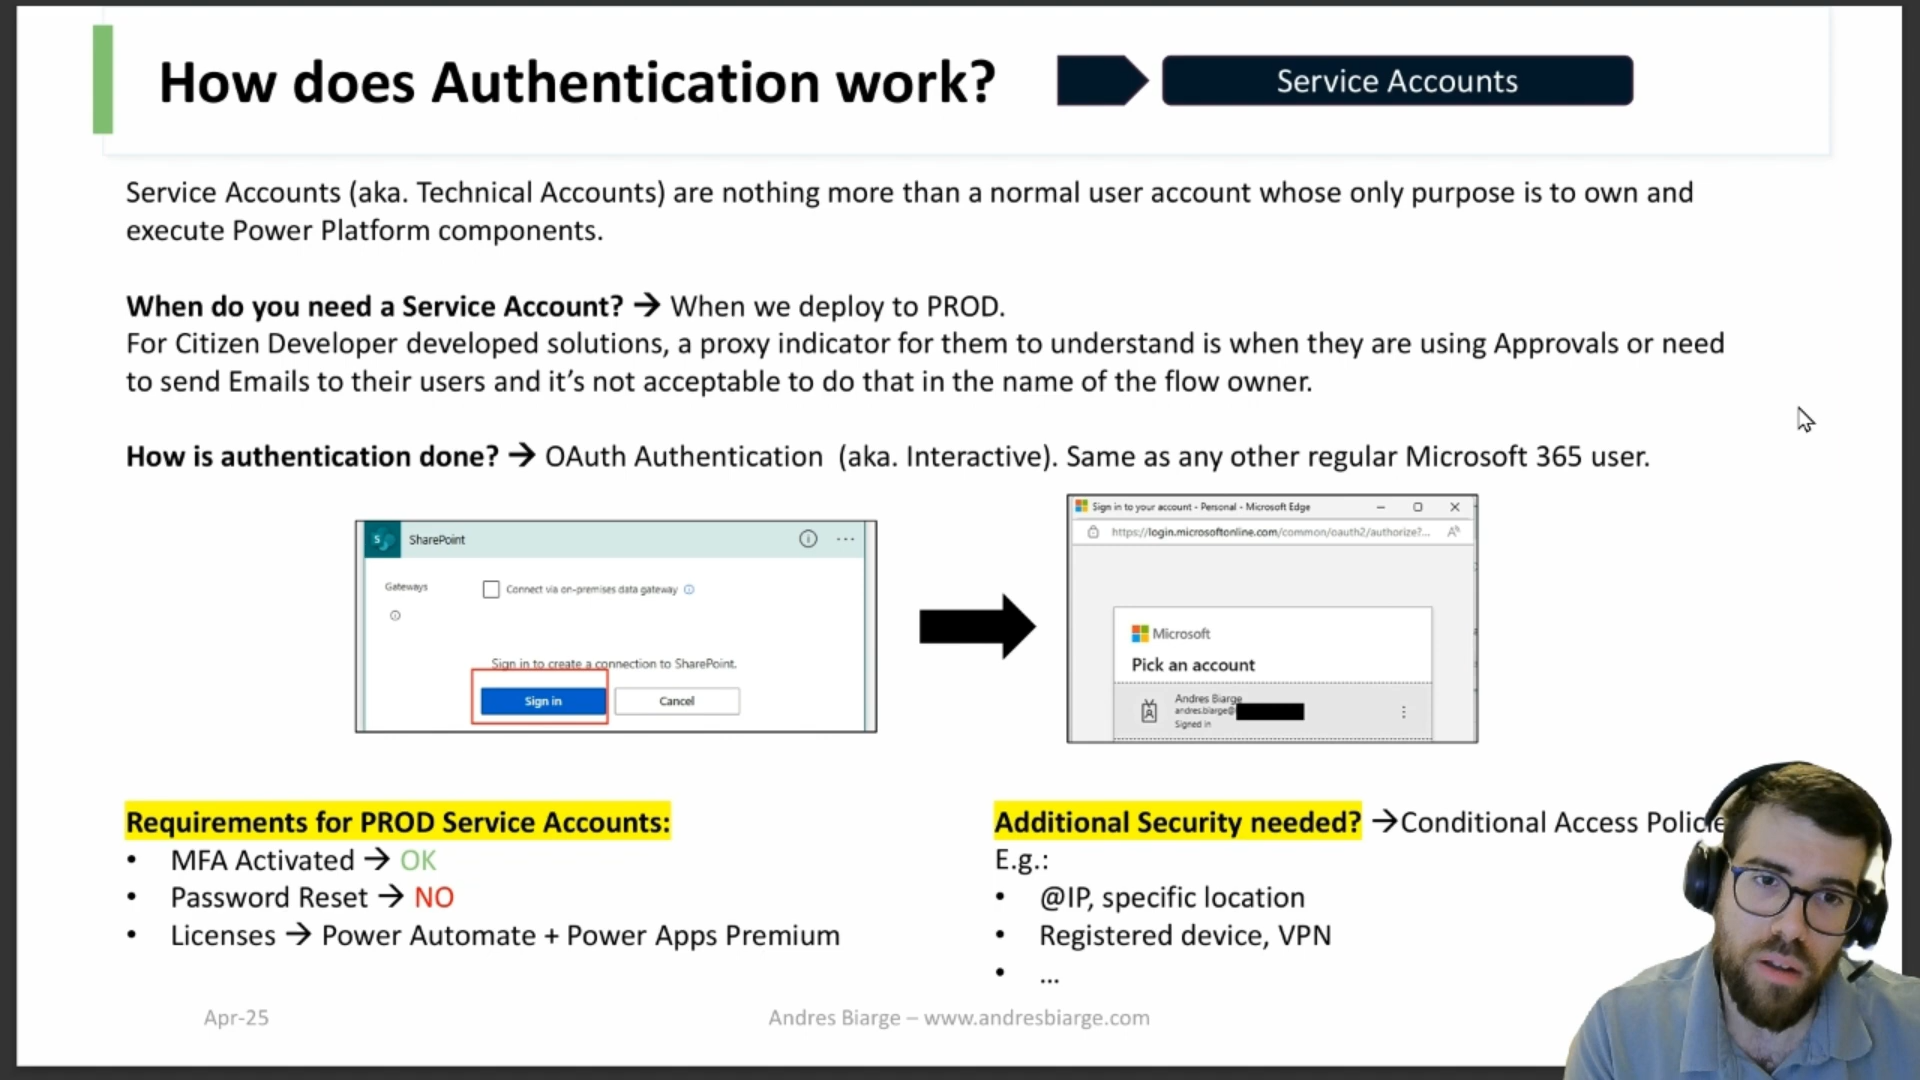 How does Authentication work?
Service Accounts
Service Accounts (aka. Technical Accounts) are nothing more than a normal user account whose only purpose is to own and
execute Power Platform components.
When do you need a Service Account? → When we deploy to PROD.
For Citizen Developer developed solutions, a proxy indicator for them to understand is when they are using Approvals or need
to send Emails to their users and it's not acceptable to do that in the name of the flow owner.
How is authentication done? → OAuth Authentication (aka. Interactive). Same as any other regular Microsoft 365 user.
SharePoint
Gateways
Connect via on-premises data gateway
Sign in to create a connection to SharePoint.
Sign in
Cancel
Sign in to your account - Personal - Microsoft Edge
https://login.microsoftonline.com/common/oauth2/authorize?...
Microsoft
Pick an account
Andres Biarge
andres.biarge@
Signed in
Requirements for PROD Service Accounts:
• MFA Activated → OK
• Password Reset → NO
• Licenses → Power Automate + Power Apps Premium
Additional Security needed? →Conditional Access
E.g.:
• @IP, specific location
• Registered device, VPN
• ...
Apr-25
Andres Biarge – www.andresbiarge.com